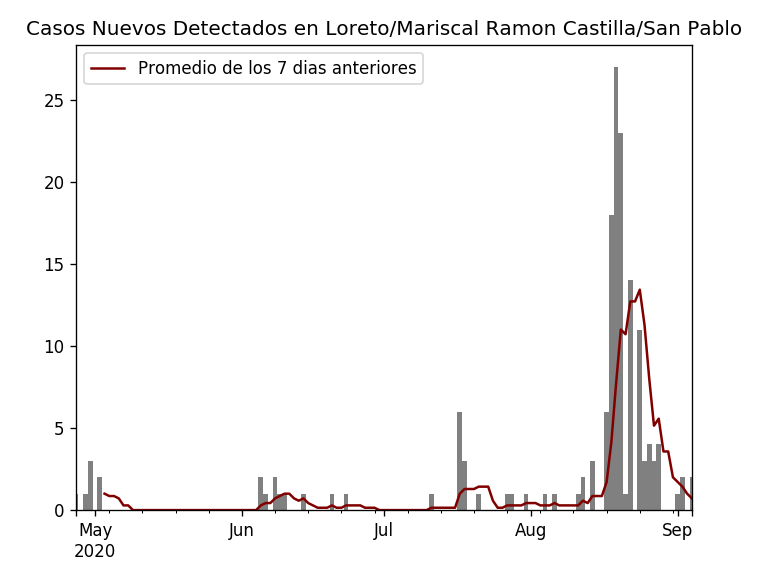 Casos Nuevos Detectados en Loreto/Mariscal Ramon Castilla/San Pablo
Promedio de los 7 dias anteriores
25
20
15
10
5
0
May Jun Jul Aug Sep
2020